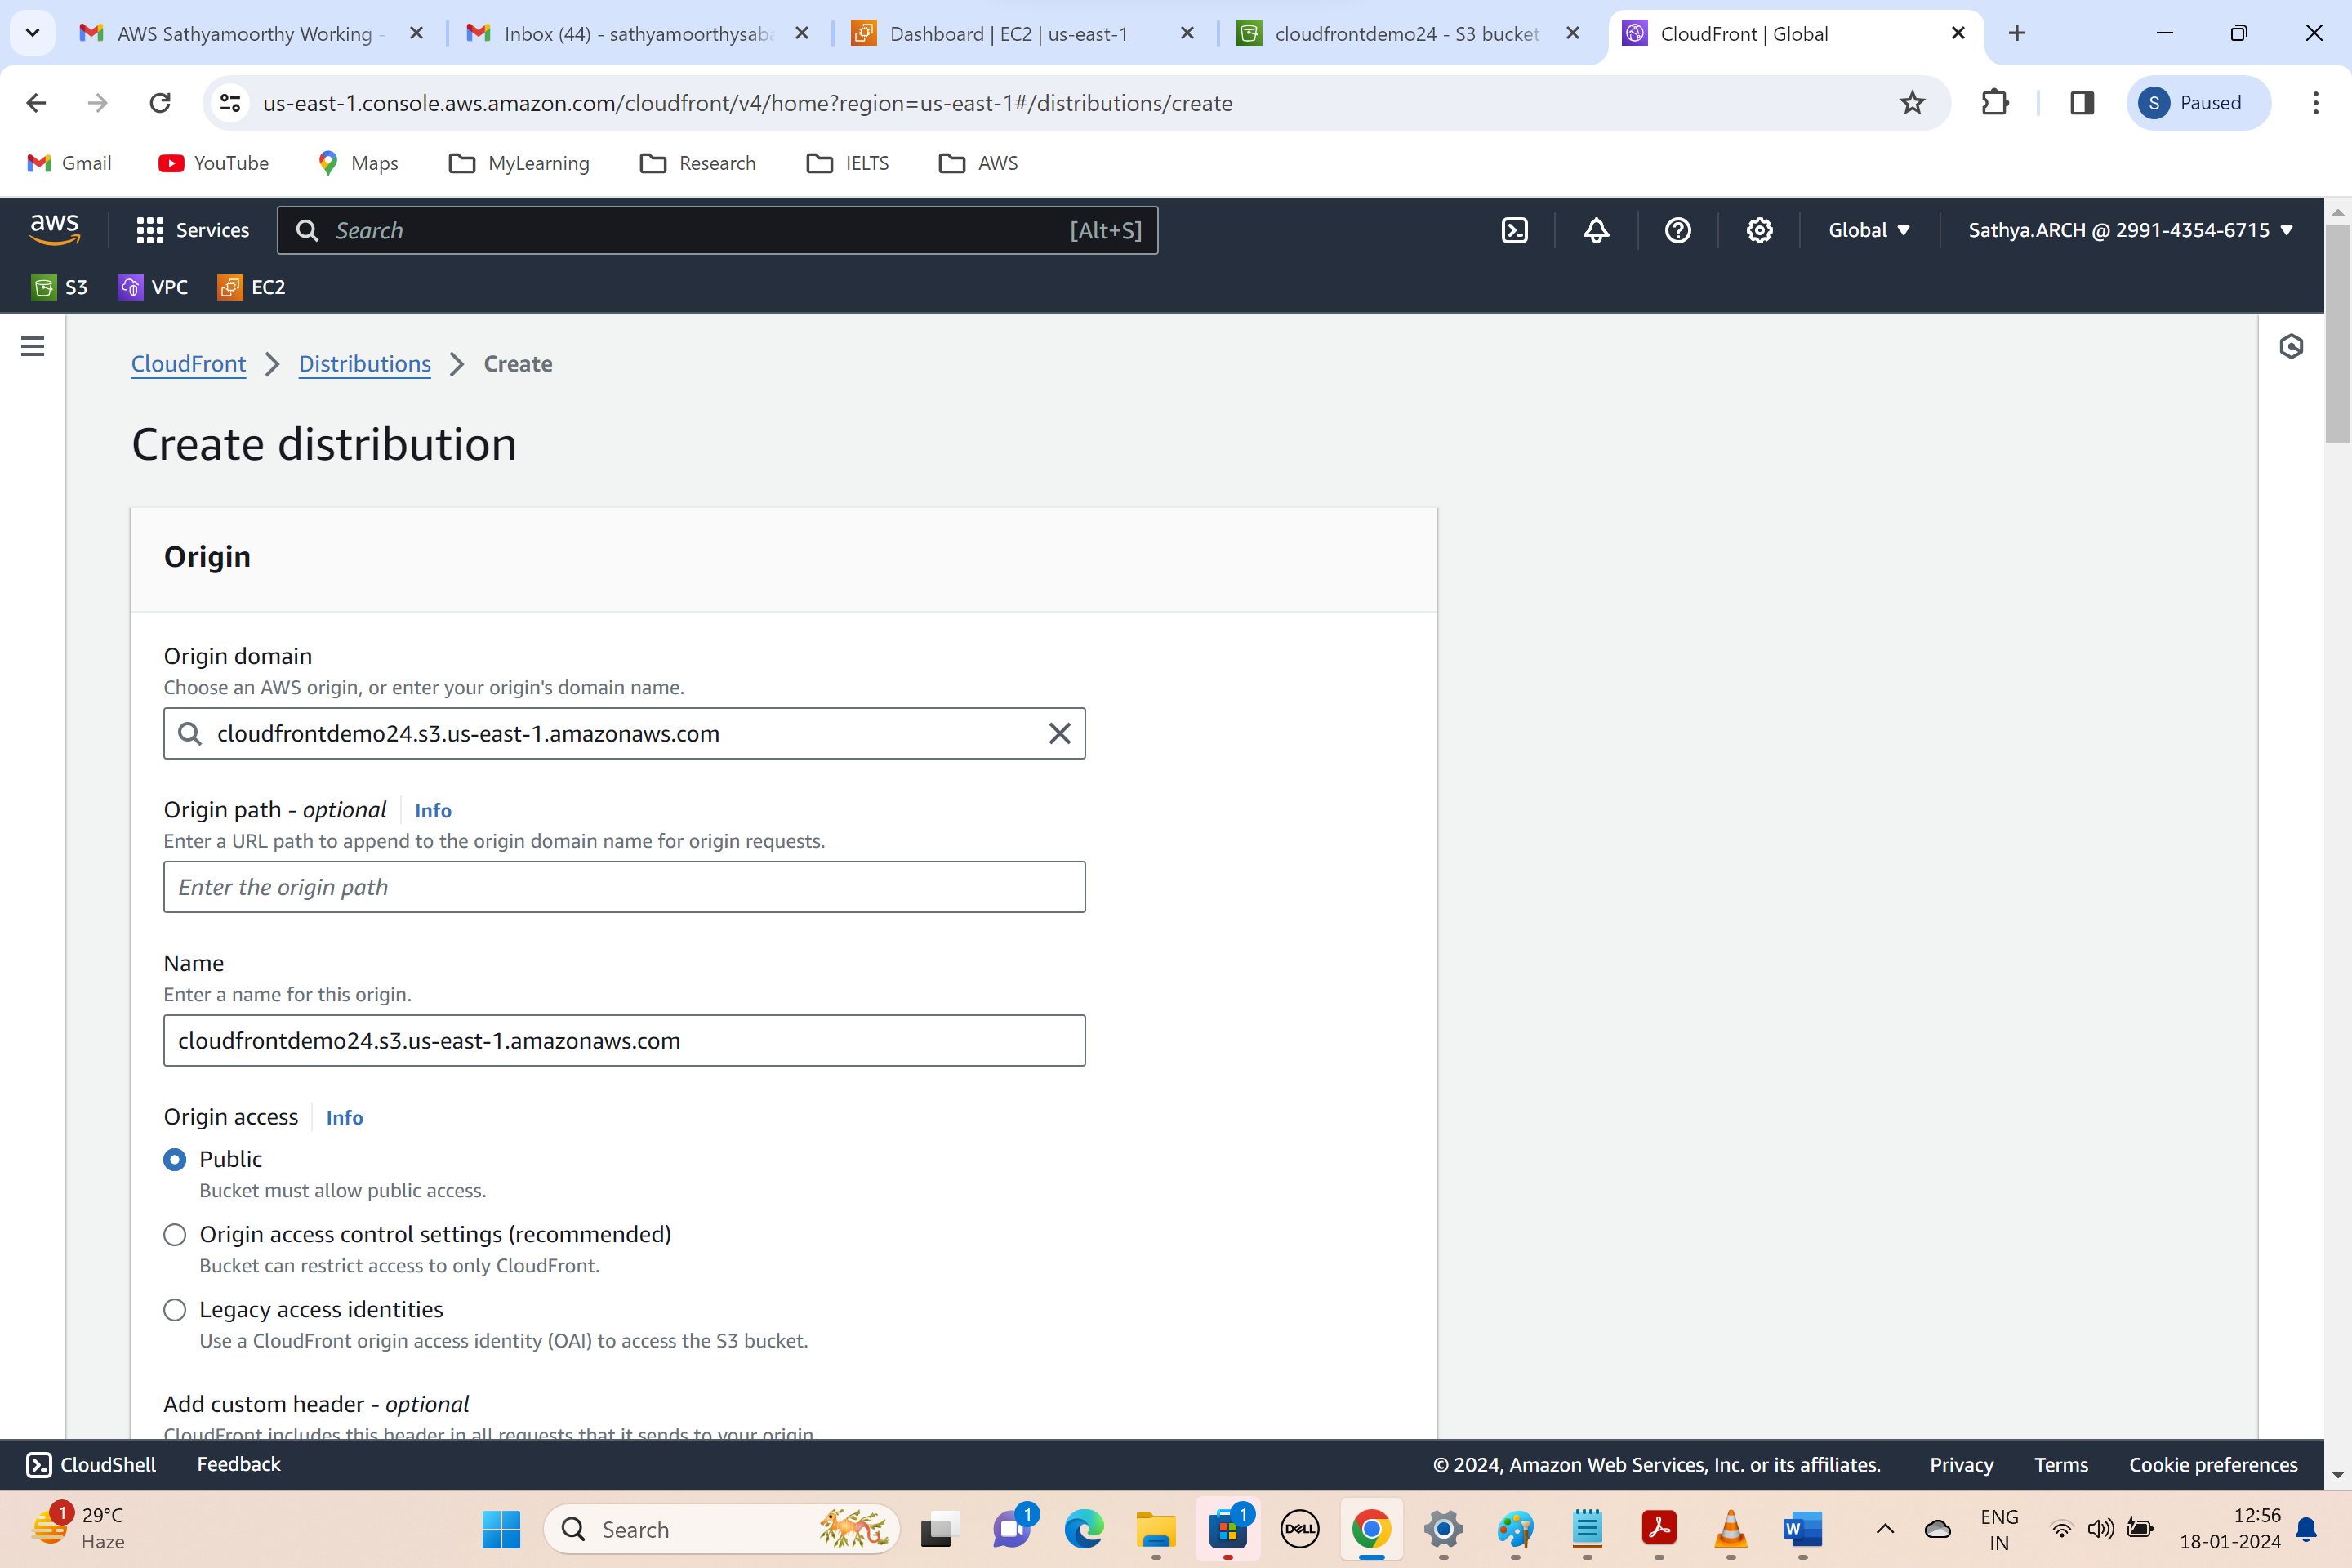 AWS Sathyamoorthy Working -
Inbox (44) - sathyamoorthysaba
Dashboard | EC2 | us-east-1
cloudfrontdemo24 - S3 bucket
CloudFront | Global
us-east-1.console.aws.amazon.com/cloudfront/v4/home?region=us-east-1#/distributions/create
S
Paused
Gmail
YouTube
Maps
MyLearning
Research
IELTS
AWS
aws
Services
Search
[Alt+S]
Global
Sathya.ARCH @ 2991-4354-6715
S3
VPC
EC2
CloudFront
Distributions
Create
Create distribution
Origin
Origin domain
Choose an AWS origin, or enter your origin's domain name.
cloudfrontdemo24.s3.us-east-1.amazonaws.com
Origin path - optional
Info
Enter a URL path to append to the origin domain name for origin requests.
Enter the origin path
Name
Enter a name for this origin.
cloudfrontdemo24.s3.us-east-1.amazonaws.com
Origin access
Info
Public
Bucket must allow public access.
Origin access control settings (recommended)
Bucket can restrict access to only CloudFront.
Legacy access identities
Use a CloudFront origin access identity (OAI) to access the S3 bucket.
Add custom header - optional
CloudFront includes this header in all requests that it sends to your origin.
CloudShell
Feedback
© 2024, Amazon Web Services, Inc. or its affiliates.
Privacy
Terms
Cookie preferences
1
29°C
Haze
Search
1
1
DELL
W
ENG
IN
12:56
18-01-2024